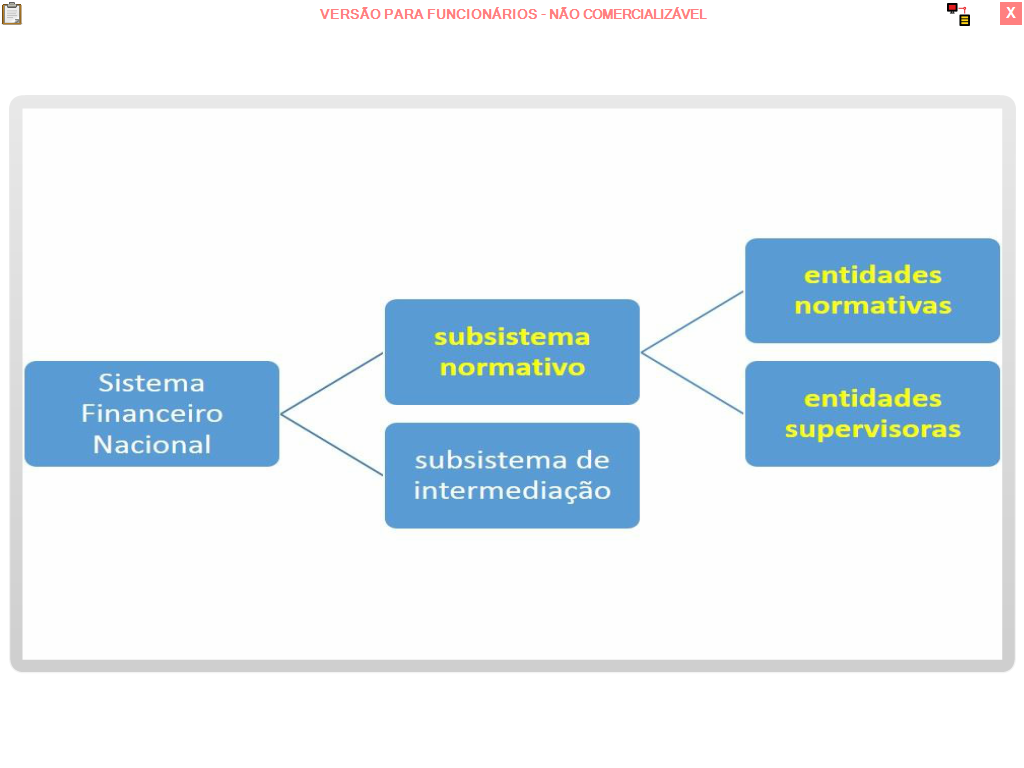 VERSÃO PARA FUNCIONÁRIOS - NÃO COMERCIALIZÁVEL
X
Sistema
Financeiro
Nacional
subsistema
normativo
subsistema de
intermediação
entidades
normativas
entidades
supervisoras